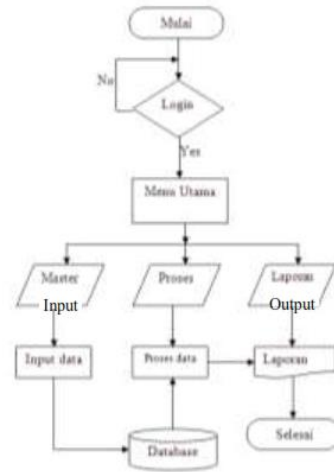 Mulai
No
Login
Yes
Menu Utama
Master
Input
Proses
Laporan
Output
Input data
Proses data
Laporan
Database
Selesai